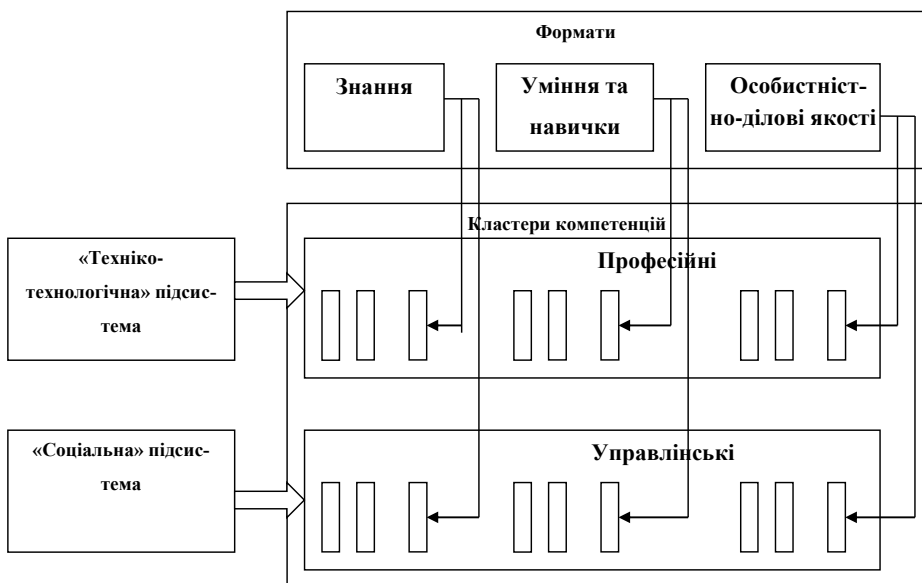 Формати
Знання
Уміння та
навички
Особистніст-
но-ділові якості
Кластери компетенцій
«Техніко-
технологічна» підсис-
тема
Професійні
«Соціальна» підсис-
тема
Управлінські